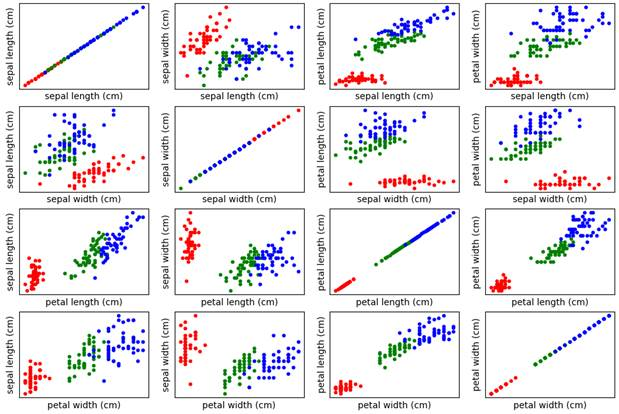 sepal length (cm) sepal width (cm) petal length (cm) petal width (cm)
sepal length (cm) sepal length (cm) sepal length (cm) sepal length (cm)
sepal length (cm) sepal width (cm) petal length (cm) petal width (cm)
sepal width (cm) sepal width (cm) sepal width (cm) sepal width (cm)
sepal length (cm) sepal width (cm) petal length (cm) petal width (cm)
petal length (cm) petal length (cm) petal length (cm) petal length (cm)
sepal length (cm) sepal width (cm) petal length (cm) petal width (cm)
petal width (cm) petal width (cm) petal width (cm) petal width (cm)